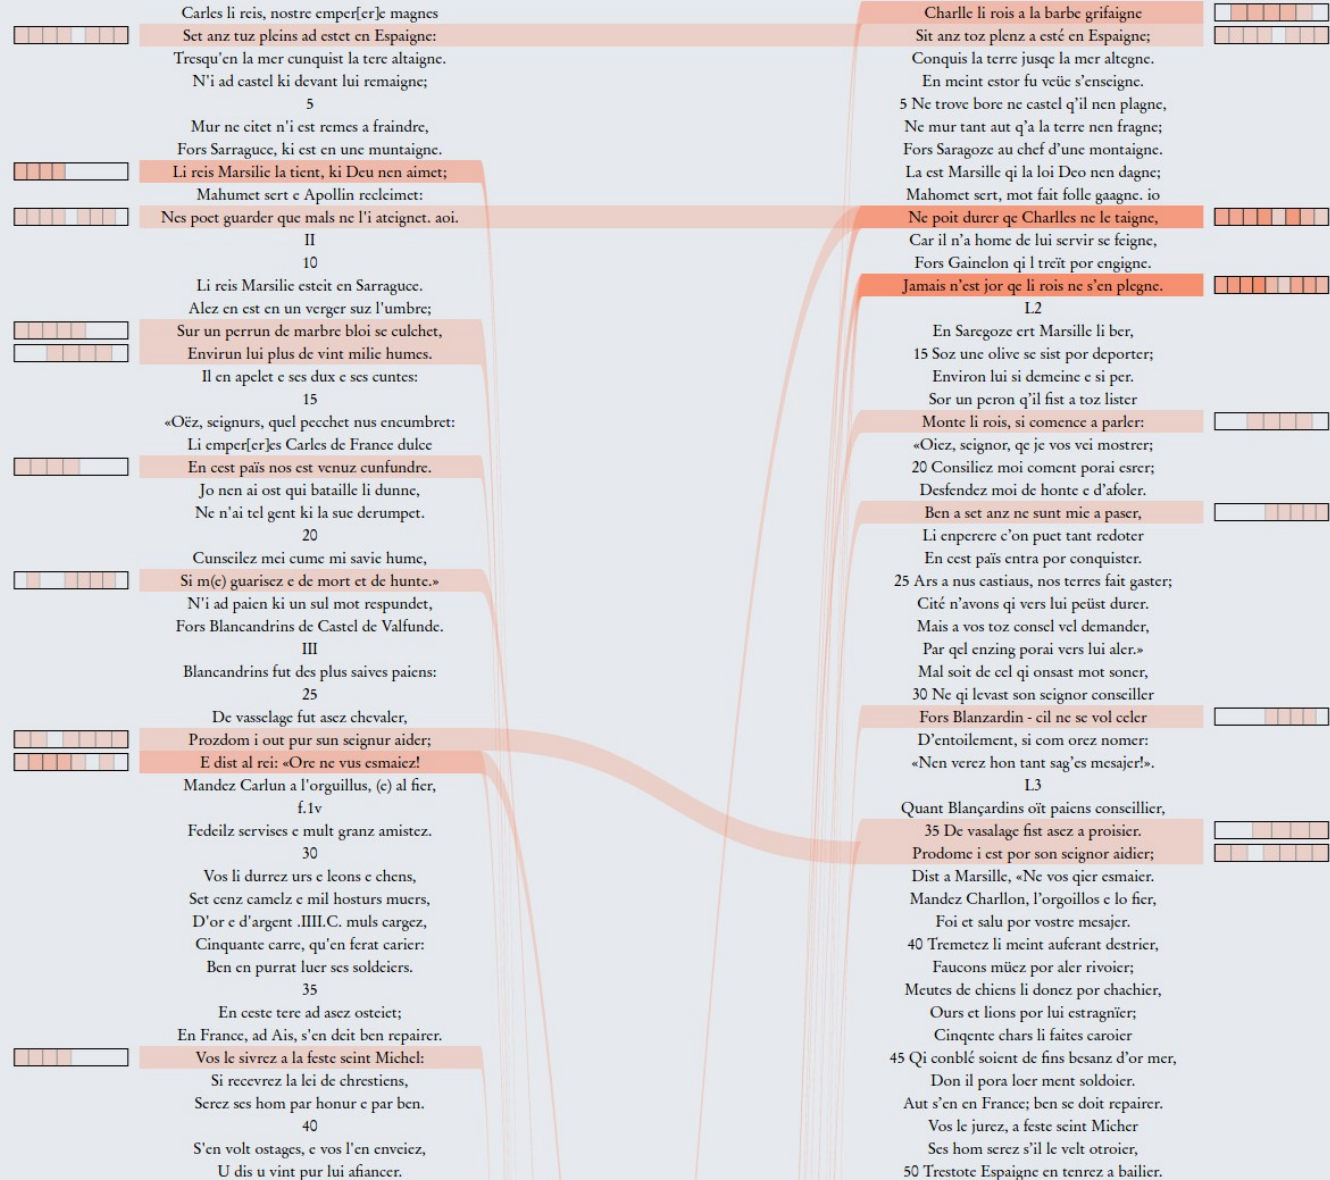 Carles li reis, nostre emper[er]e magnes
Set anz tuz pleins ad estet en Espaigne:
Tresqu'en la mer cunquist la tere altaigne.
N'i ad castel ki devant lui remaigne;
5
Mur ne citet n'i est remes a fraindre,
Fors Sarraguce, ki est en une muntaigne.
Li reis Marsilie la tient, ki Deu nen aimet;
Mahumet sert e Apollin recleimet:
Nes poet guarder que mals ne l'i ateignet. aoi.
II
10
Li reis Marsilie esteit en Sarraguce.
Alez en est en un verger suz l'umbre;
Sur un perrun de marbre bloi se culchet,
Envirun lui plus de vint milie humes.
Il en apelet e ses dux e ses cuntes:
15
«Oëz, seignurs, quel pecchet nus encumbret:
Li emper[er]es Carles de France dulce
En cest païs nos est venuz cunfundre.
Jo nen ai ost qui bataille li dunne,
Ne n'ai tel gent ki la sue derumpet.
20
Cunseilez mei cume mi savie hume,
Si m(e) guarisez e de mort et de hunte.»
N'i ad paien ki un sul mot respundet,
Fors Blancandrins de Castel de Valfunde.
III
Blancandrins fut des plus saives paiens:
25
De vasselage fut asez chevaler,
Prozdom i out pur sun seignur aider;
E dist al rei: «Ore ne vus esmaiez!
Mandez Carlun a l'orguillus, (e) al fier,
f.1v
Fedeilz servises e mult granz amistez.
30
Vos li durrez urs e leons e chens,
Set cenz camelz e mil hosturs muers,
D'or e d'argent .IIII.C. muls cargez,
Cinquante carre, qu'en ferat carier:
Ben en purrat luer ses soldeiers.
35
En ceste tere ad asez osteiet;
En France, ad Ais, s'en deit ben repairer.
Vos le sivrez a la feste seint Michel:
Si recevrez la lei de chrestiens,
Serez ses hom par honur e par ben.
40
S'en volt ostages, e vos l'en enveiez,
U dis u vint pur lui afiancer.
Charlle li rois a la barbe grifaigne
Sit anz toz plenz a esté en Espaigne;
Conquis la terre jusqe la mer altegne.
En meint estor fu veüe s’enseigne.
5 Ne trove bore ne castel q’il nen plagne,
Ne mur tant aut q’a la terre nen fragne;
Fors Saragoze au chef d’une montaigne.
La est Marsille qi la loi Deo nen dagne;
Mahomet sert, mot fait folle gaagne. io
Ne poit durer qe Charlles ne le taigne,
Car il n’a home de lui servir se feigne,
Fors Gainelon qi l treït por engigne.
Jamais n’est jor qe li rois ne s’en plegne.
L2
En Saregoze ert Marsille li ber,
15 Soz une olive se sist por deporter;
Environ lui si demeine e si per.
Sor un peron q’il fist a toz lister
Monte li rois, si comence a parler:
«Oiez, seignor, qe je vos vei mostrer;
20 Consiliez moi coment porai esrer;
Desfendez moi de honte e d’afoler.
Ben a set anz ne sunt mie a paser,
Li enperere c’on puet tant redoter
En cest païs entra por conquister.
25 Ars a nus castiaus, nos terres fait gaster;
Cité n’avons qi vers lui peüst durer.
Mais a vos toz consel vel demander,
Par qel enzing porai vers lui aler.»
Mal soit de cel qi onsast mot soner,
30 Ne qi levast son seignor conseiller
Fors Blanzardin - cil ne se vol celer
D’entoilement, si com orez nomer:
«Nen verez hon tant sag’es mesajer!».
L3
Quant Blançardins oït paiens conseillier,
35 De vasalage fist asez a proisier.
Prodome i est por son seignor aidier;
Dist a Marsille, «Ne vos qier esmaier.
Mandez Charllon, l’orgoillos e lo fier,
Foi et salu por vostre mesajer.
40 Tremetez li meint auferant destrier,
Faucons müez por aler rivoier;
Meutes de chiens li donez por chachier,
Ours et lions por lui estragnïer;
Cinqente chars li faites caroier
45 Qi conblé soient de fins besanz d’or mer,
Don il pora loer ment soldoier.
Aut s’en en France; ben se doit repairer.
Vos le jurez, a feste seint Micher
Ses hom serez s’il le velt otroier,
50 Trestote Espaigne en tenrez a bailier.